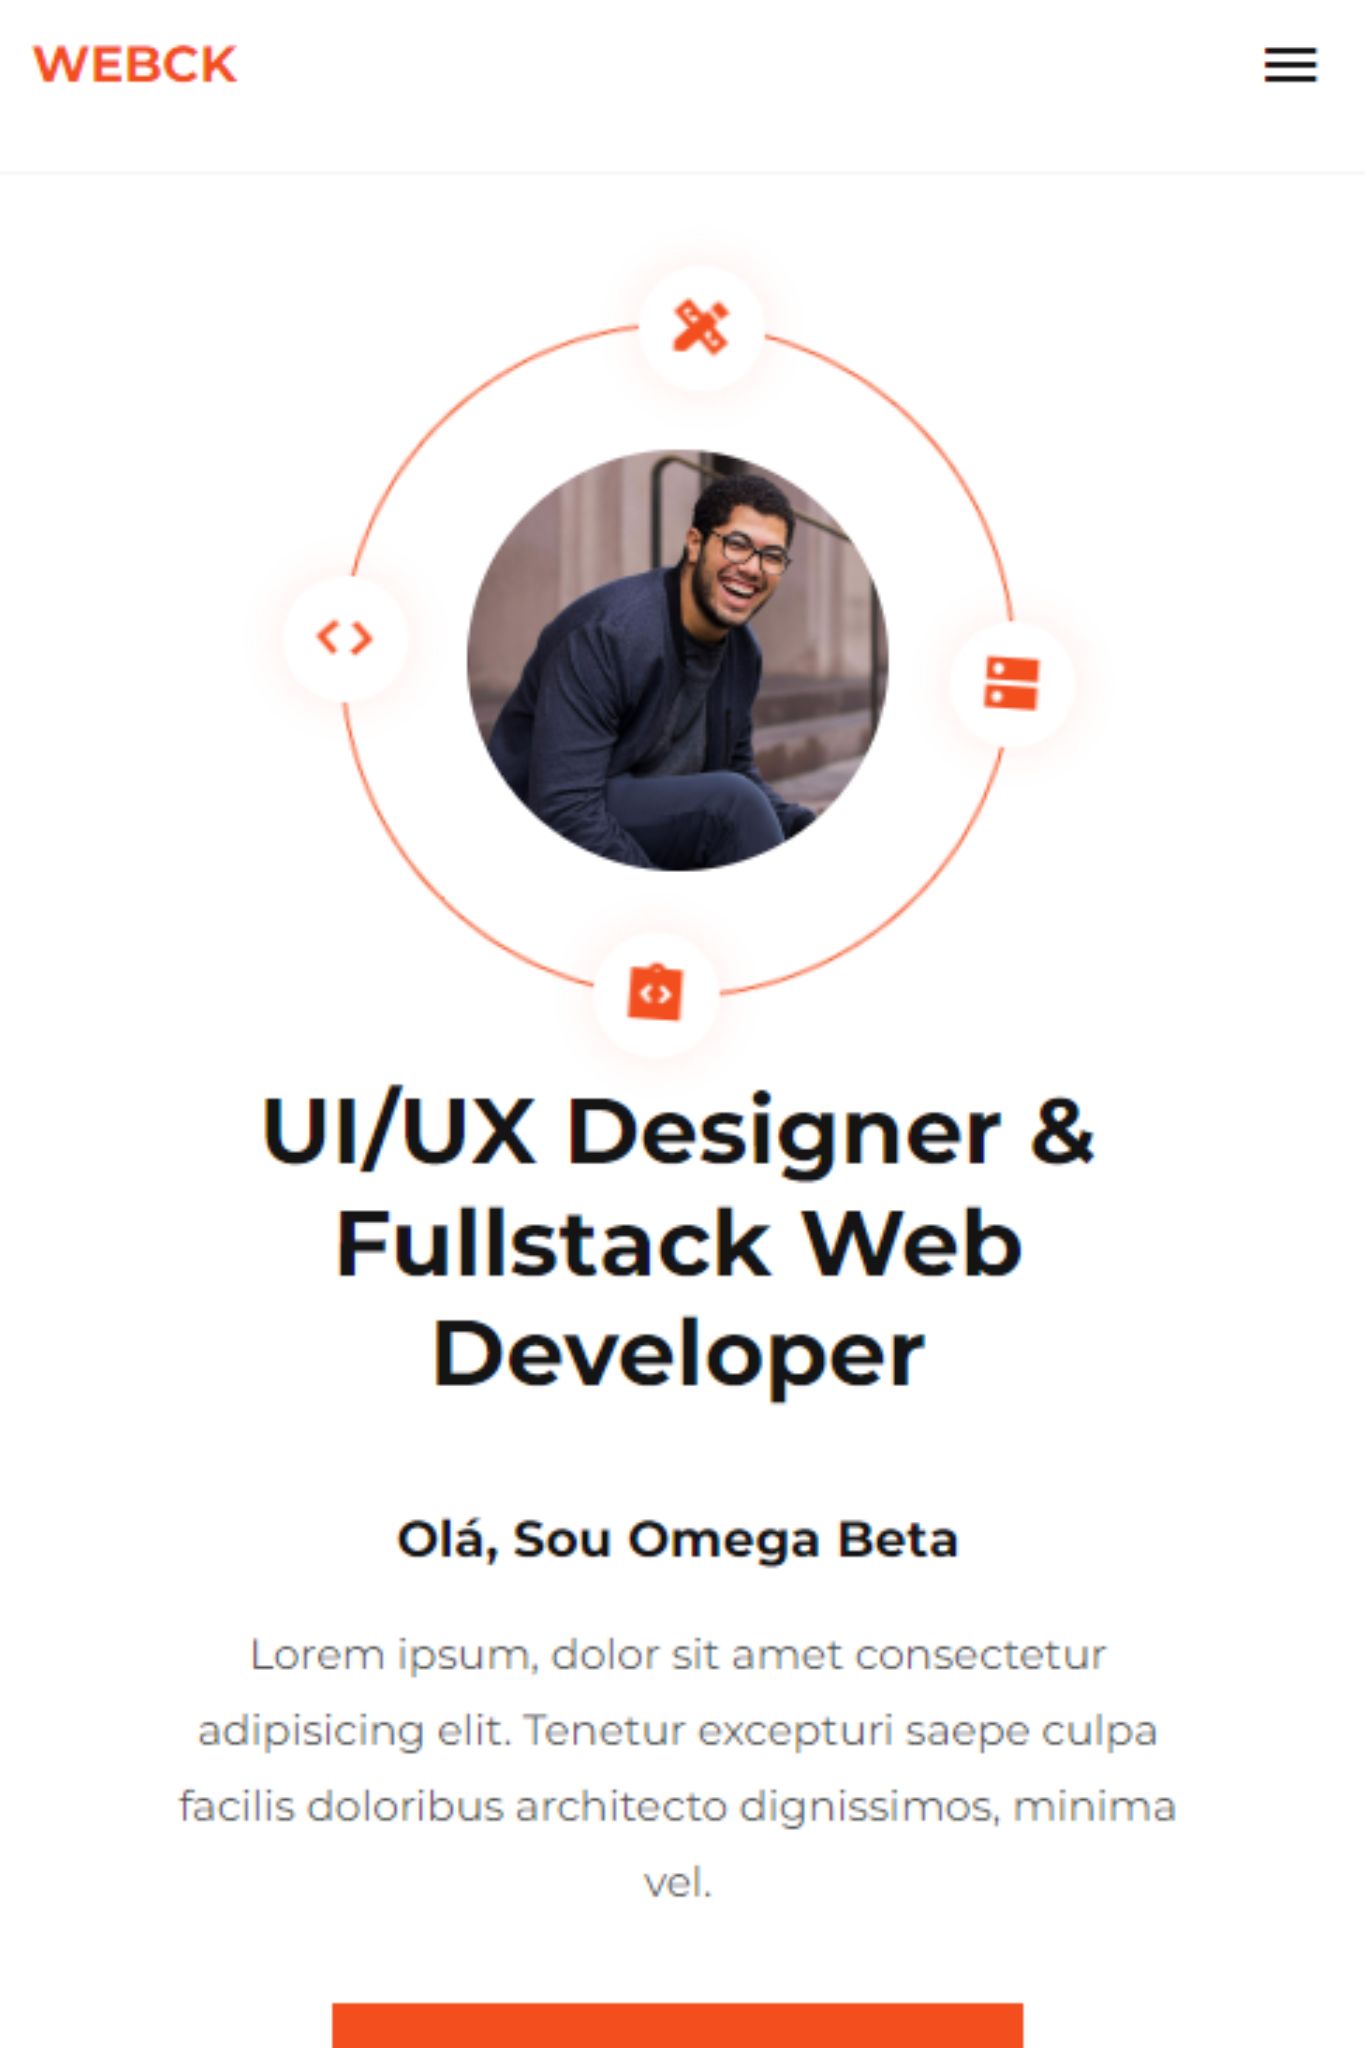 WEBCK
UI/UX Designer &
Fullstack Web
Developer
Olá, Sou Omega Beta
Lorem ipsum, dolor sit amet consectetur
adipisicing elit. Tenetur excepturi saepe culpa
facilis doloribus architecto dignissimos, minima
vel.